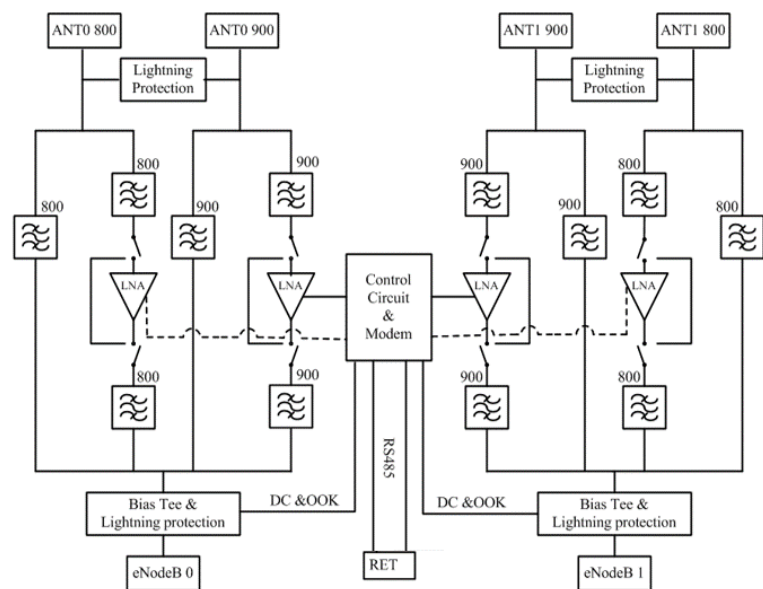 ANT0 800
ANT0 900
ANT1 900
ANT1 800
Lightning
Protection
Lightning
Protection
800
900
900
800
800
900
900
800
LNA
LNA
LNA
LNA
Control
Circuit
&
Modem
800
900
900
800
RS485
Bias Tee &
Lightning protection
DC &OOK
DC &OOK
Bias Tee &
Lightning protection
eNodeB 0
RET
eNodeB 1